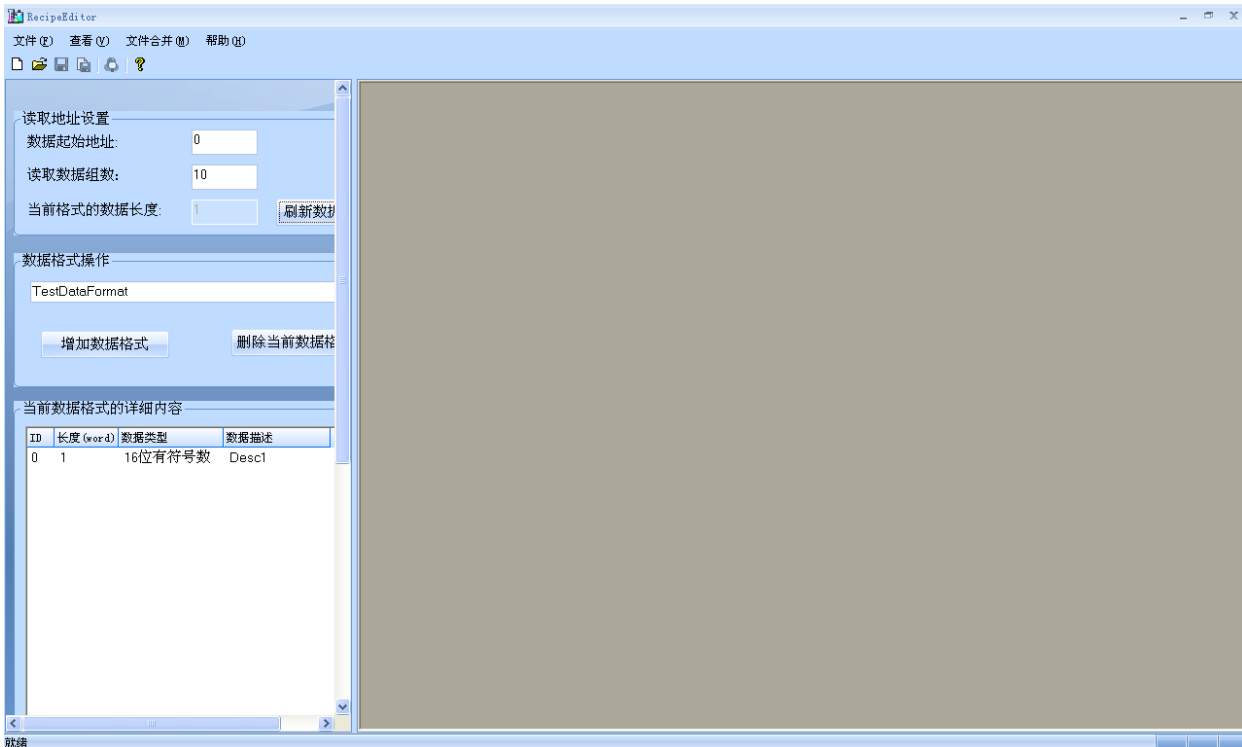 RecipeEditor
文件(F) 查看(V) 文件合并(M) 帮助(H)
读取地址设置
数据起始地址: 0
读取数据组数: 10
当前格式的数据长度: 1 刷新数据
数据格式操作
TestDataFormat
增加数据格式 删除当前数据格
当前数据格式的详细内容
ID 长度(word) 数据类型 数据描述
0 1 16位有符号数 Desc1
就绪